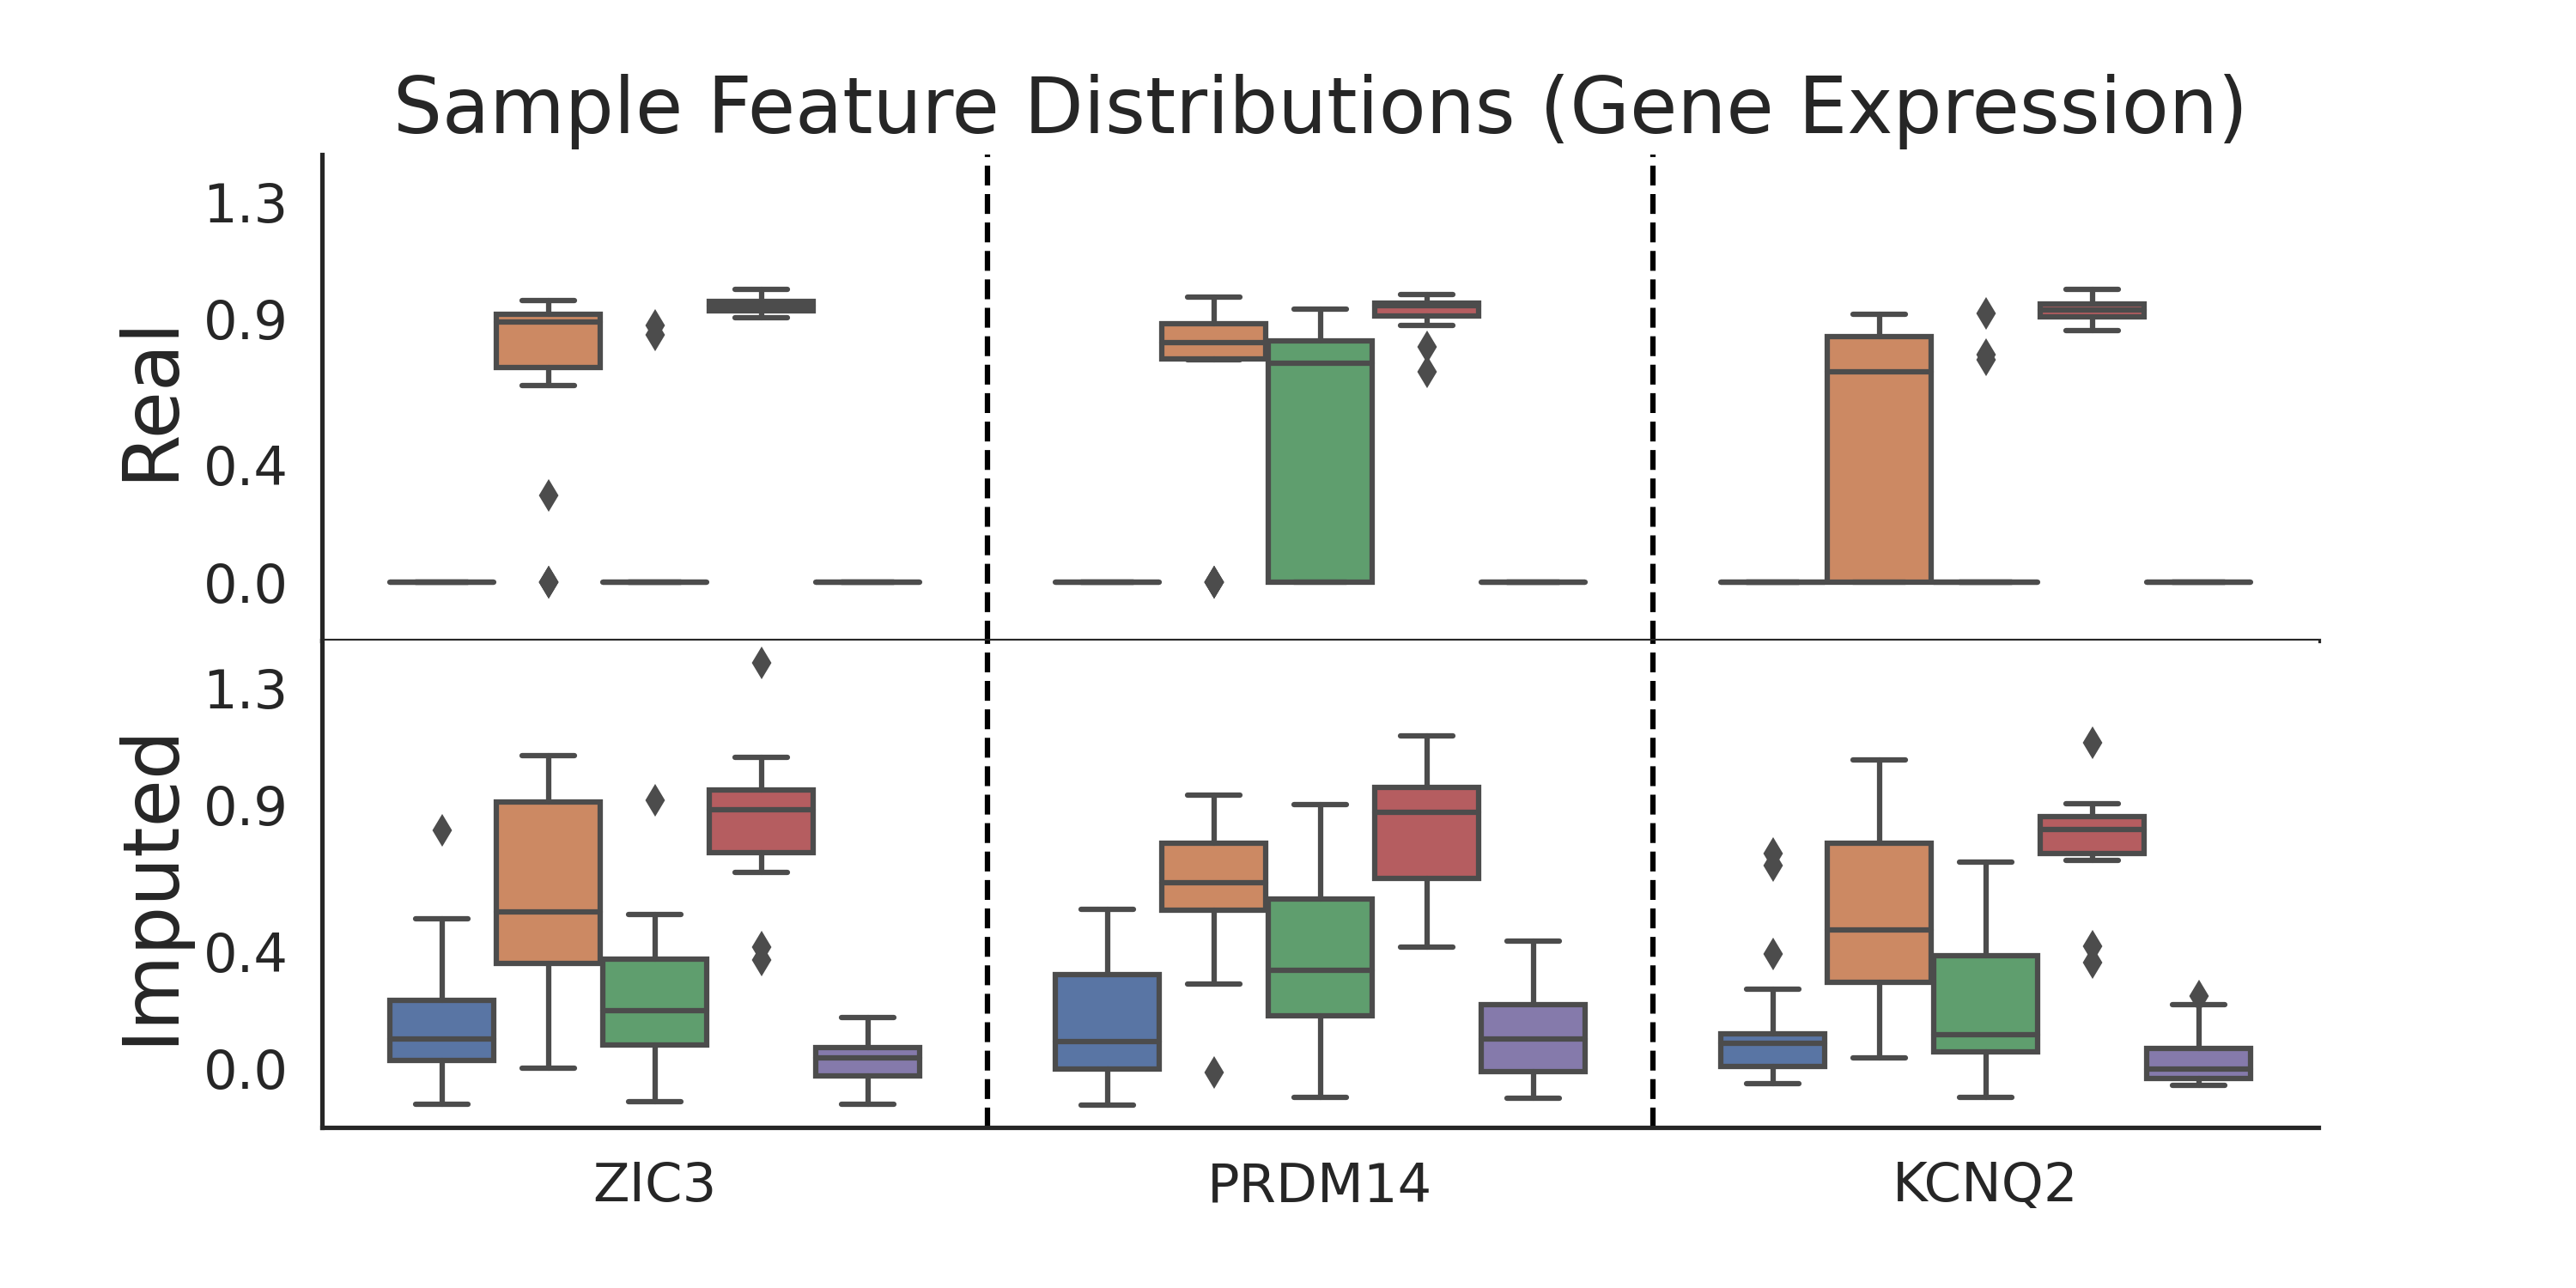 Sample Feature Distributions (Gene Expression)
Real
1.3
0.9
0.4
0.0
Imputed
1.3
0.9
0.4
0.0
ZIC3
PRDM14
KCNQ2